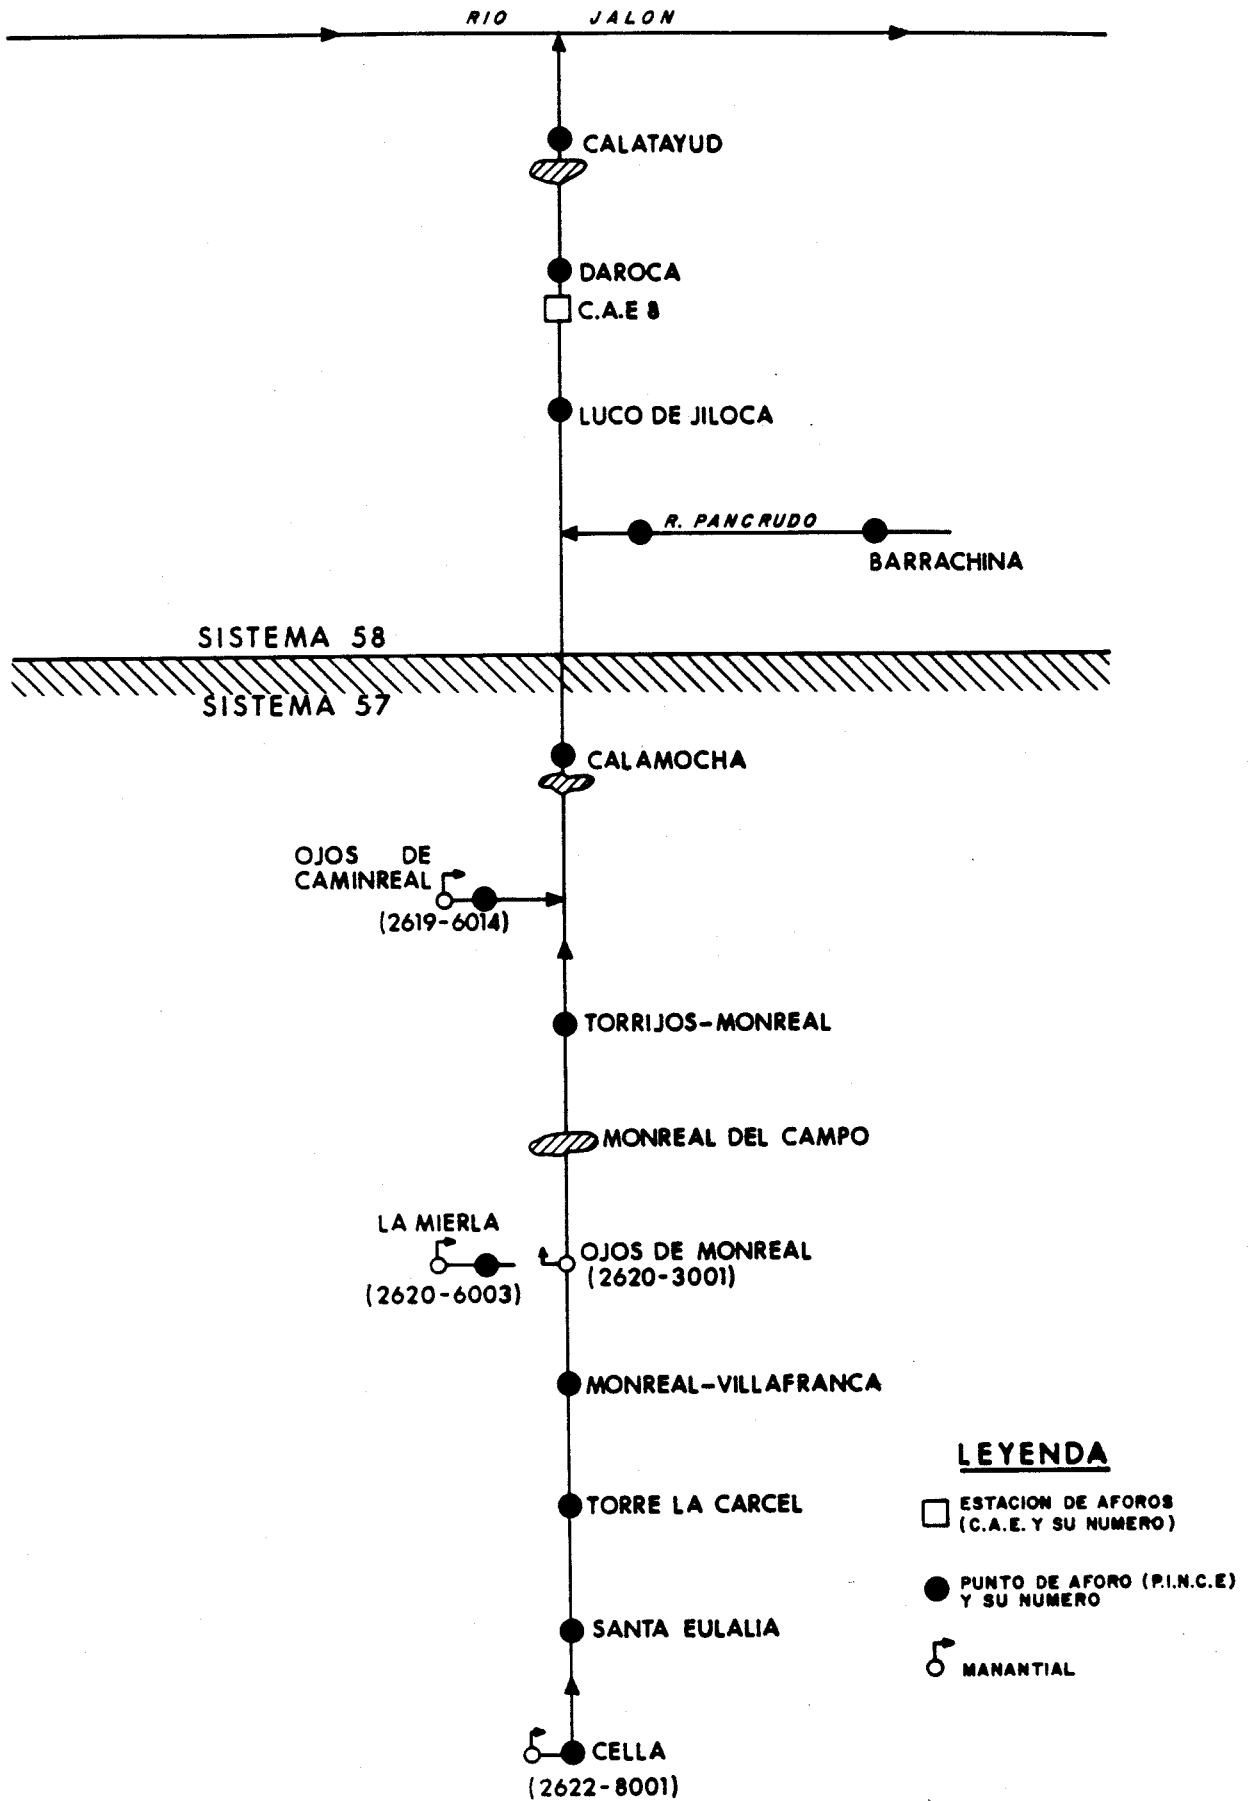 RIO JALON
CALATAYUD
DAROCA
C.A.E 8
LUCO DE JILOCA
R. PANCRUDO
BARRACHINA
SISTEMA 58
SISTEMA 57
CALAMOCHA
OJOS DE
CAMINREAL
(2619-6014)
TORRIJOS-MONREAL
MONREAL DEL CAMPO
LA MIERLA
(2620-6003)
OJOS DE MONREAL
(2620-3001)
MONREAL-VILLAFRANCA
TORRE LA CARCEL
SANTA EULALIA
CELLA
(2622-8001)
LEYENDA
ESTACION DE AFOROS
(C.A.E. Y SU NUMERO)
PUNTO DE AFORO (P.I.N.C.E)
Y SU NUMERO
MANANTIAL